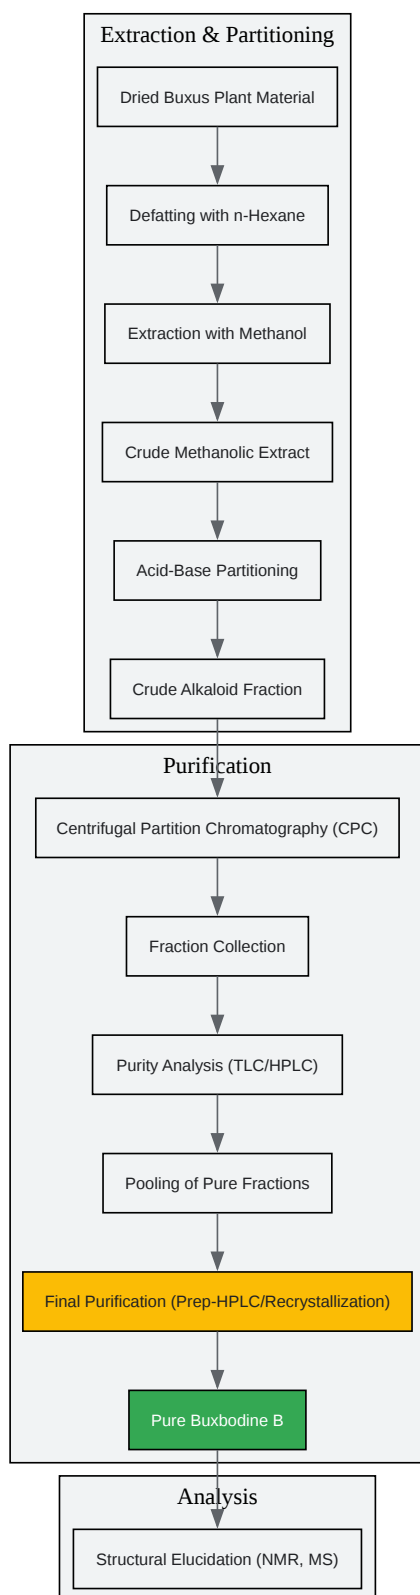 Extraction & Partitioning
Dried Buxus Plant Material
Defatting with n-Hexane
Extraction with Methanol
Crude Methanolic Extract
Acid-Base Partitioning
Crude Alkaloid Fraction
Purification
Centrifugal Partition Chromatography (CPC)
Fraction Collection
Purity Analysis (TLC/HPLC)
Pooling of Pure Fractions
Final Purification (Prep-HPLC/Recrystallization)
Pure Buxbodine B
Analysis
Structural Elucidation (NMR, MS)